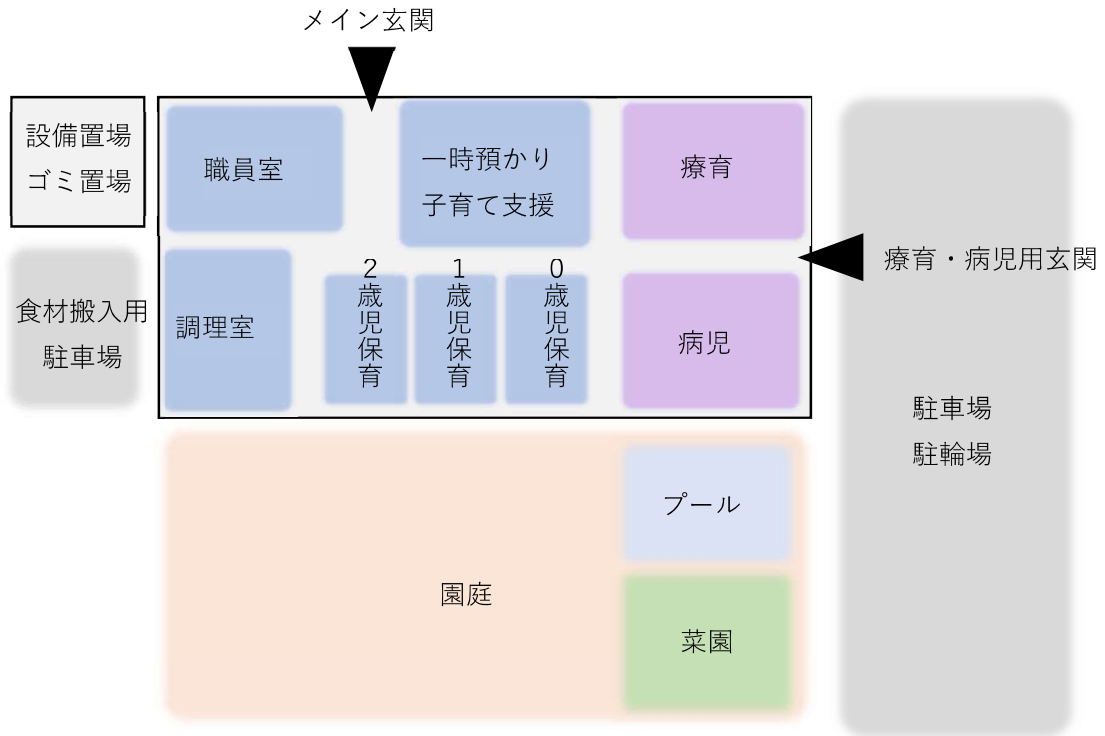 メイン玄関
設備置場
ゴミ置場
職員室
一時預かり
子育て支援
療育
療育・病児用玄関
食材搬入用
駐車場
調理室
2歳児保育
1歳児保育
0歳児保育
病児
駐車場
駐輪場
プール
園庭
菜園